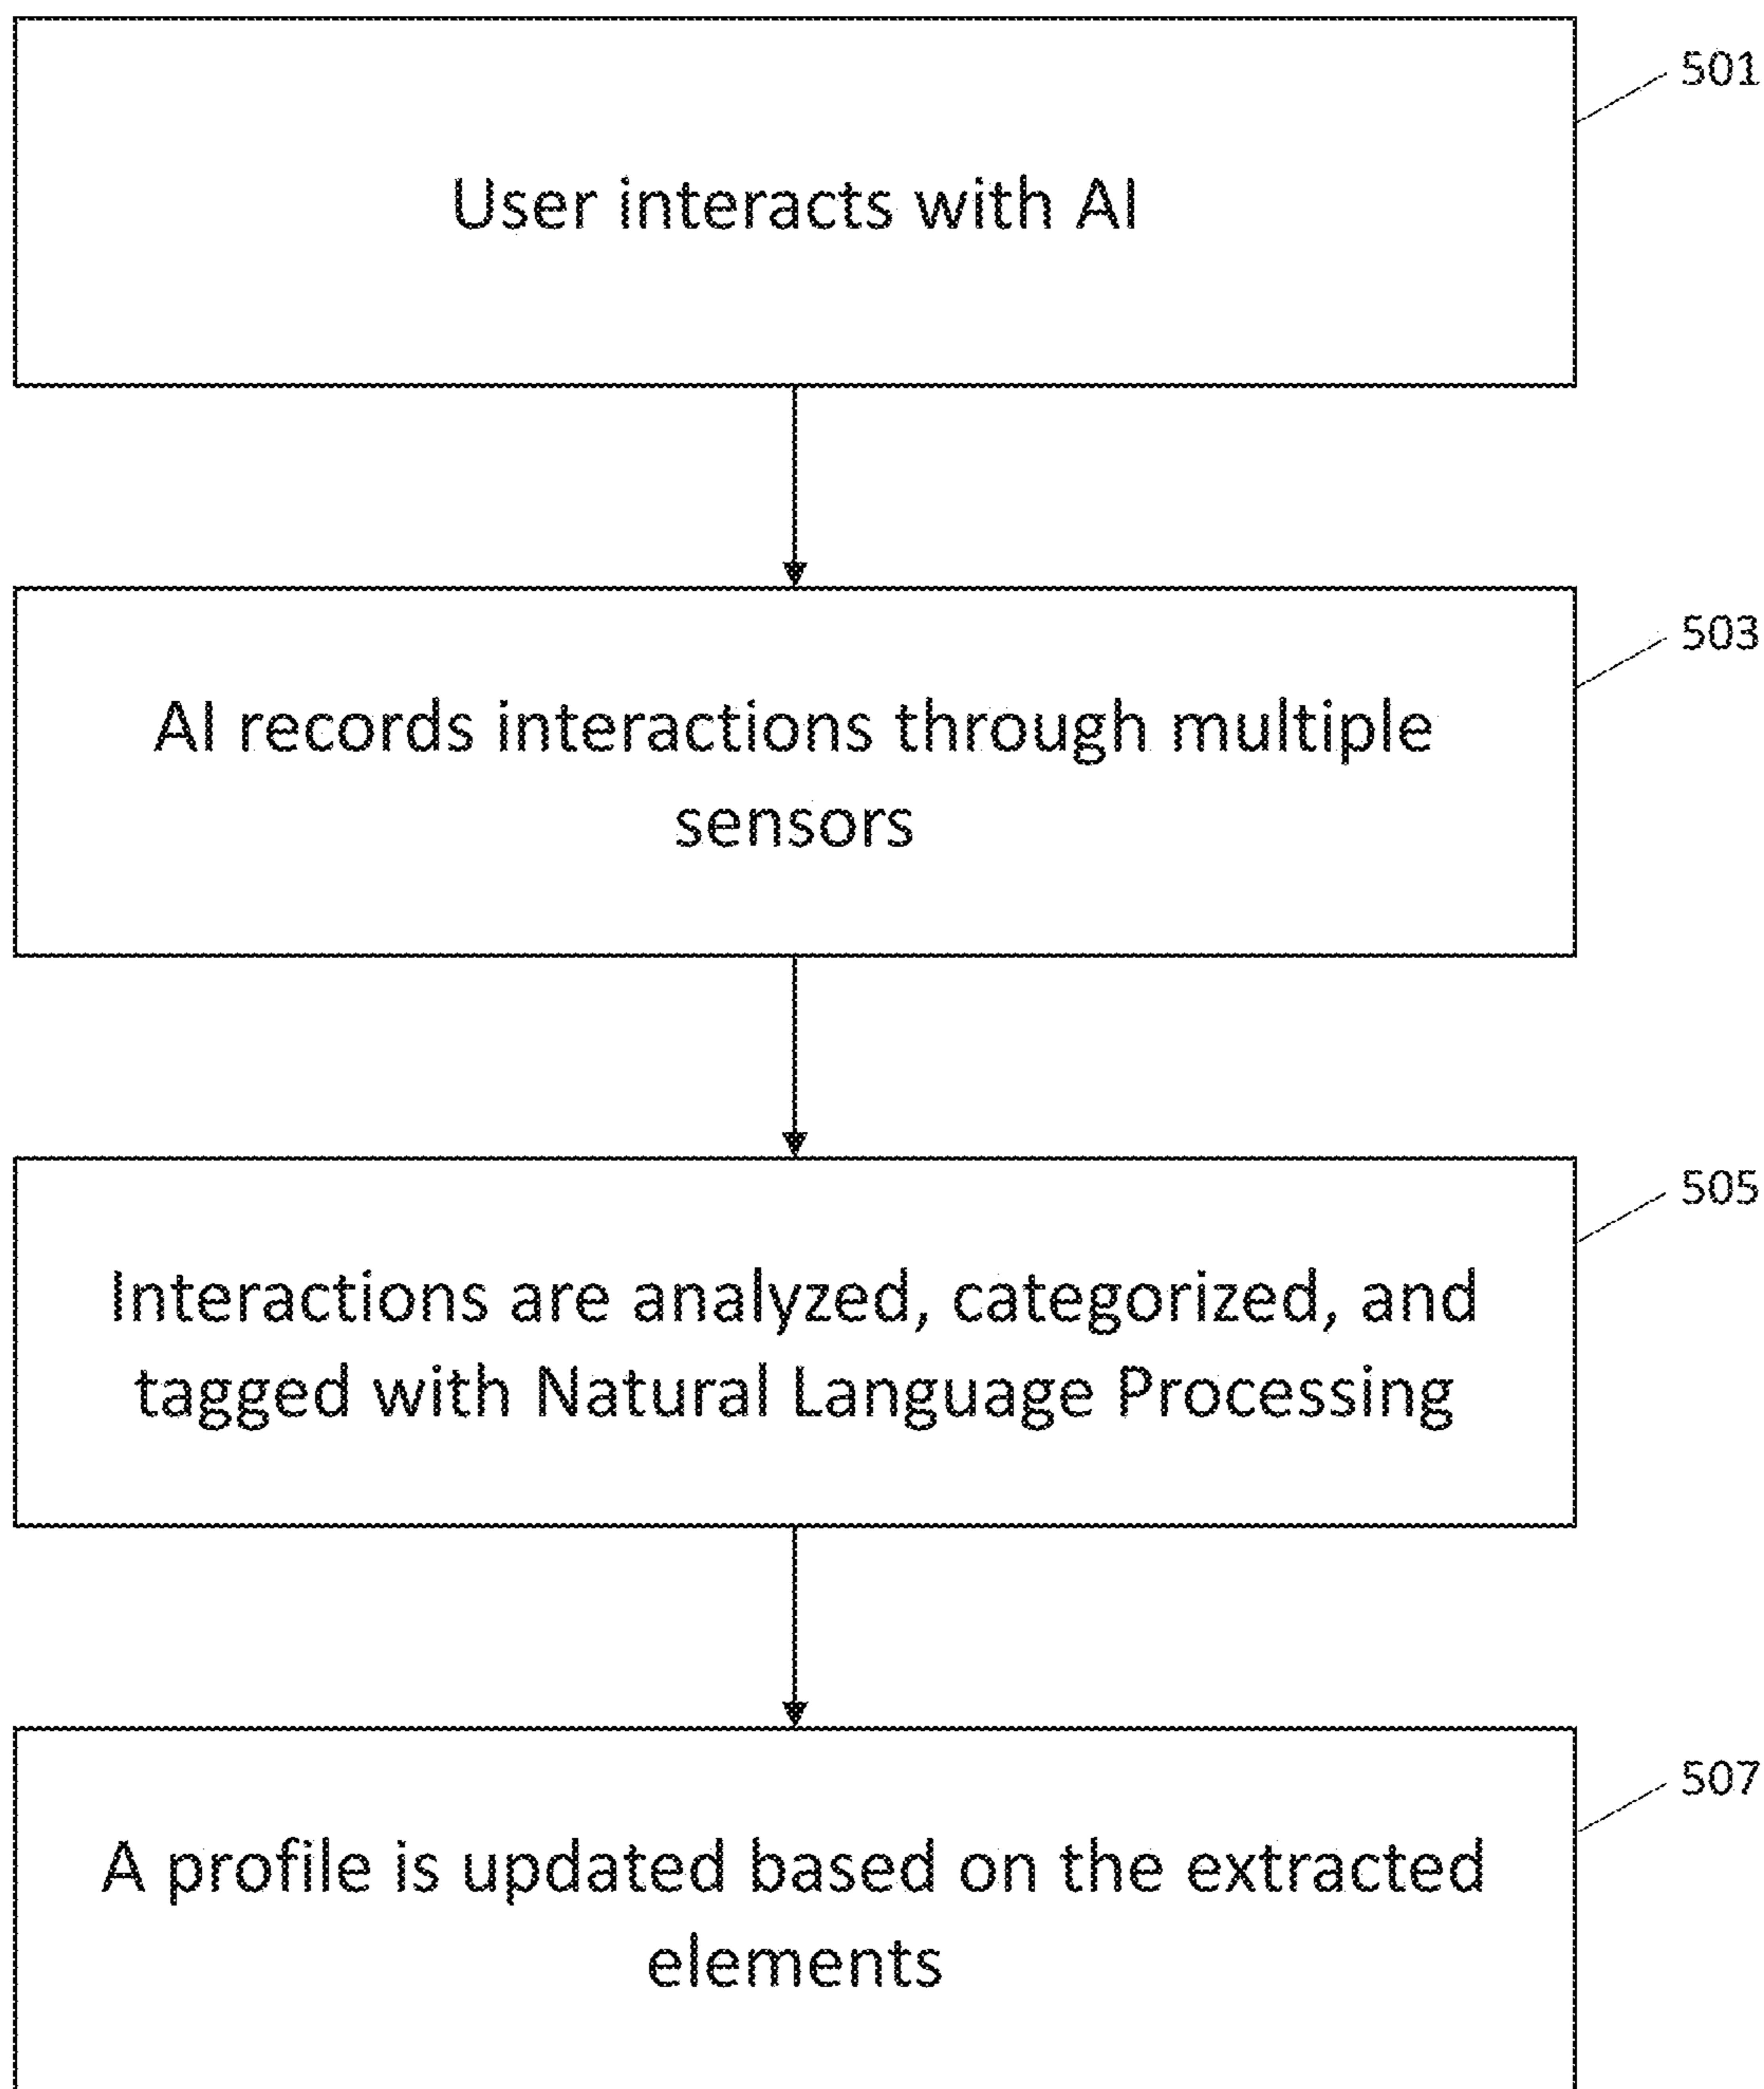 501
User interacts with AI
503
AI records interactions through multiple
sensors
505
Interactions are analyzed, categorized, and
tagged with Natural Language Processing
507
A profile is updated based on the extracted
elements